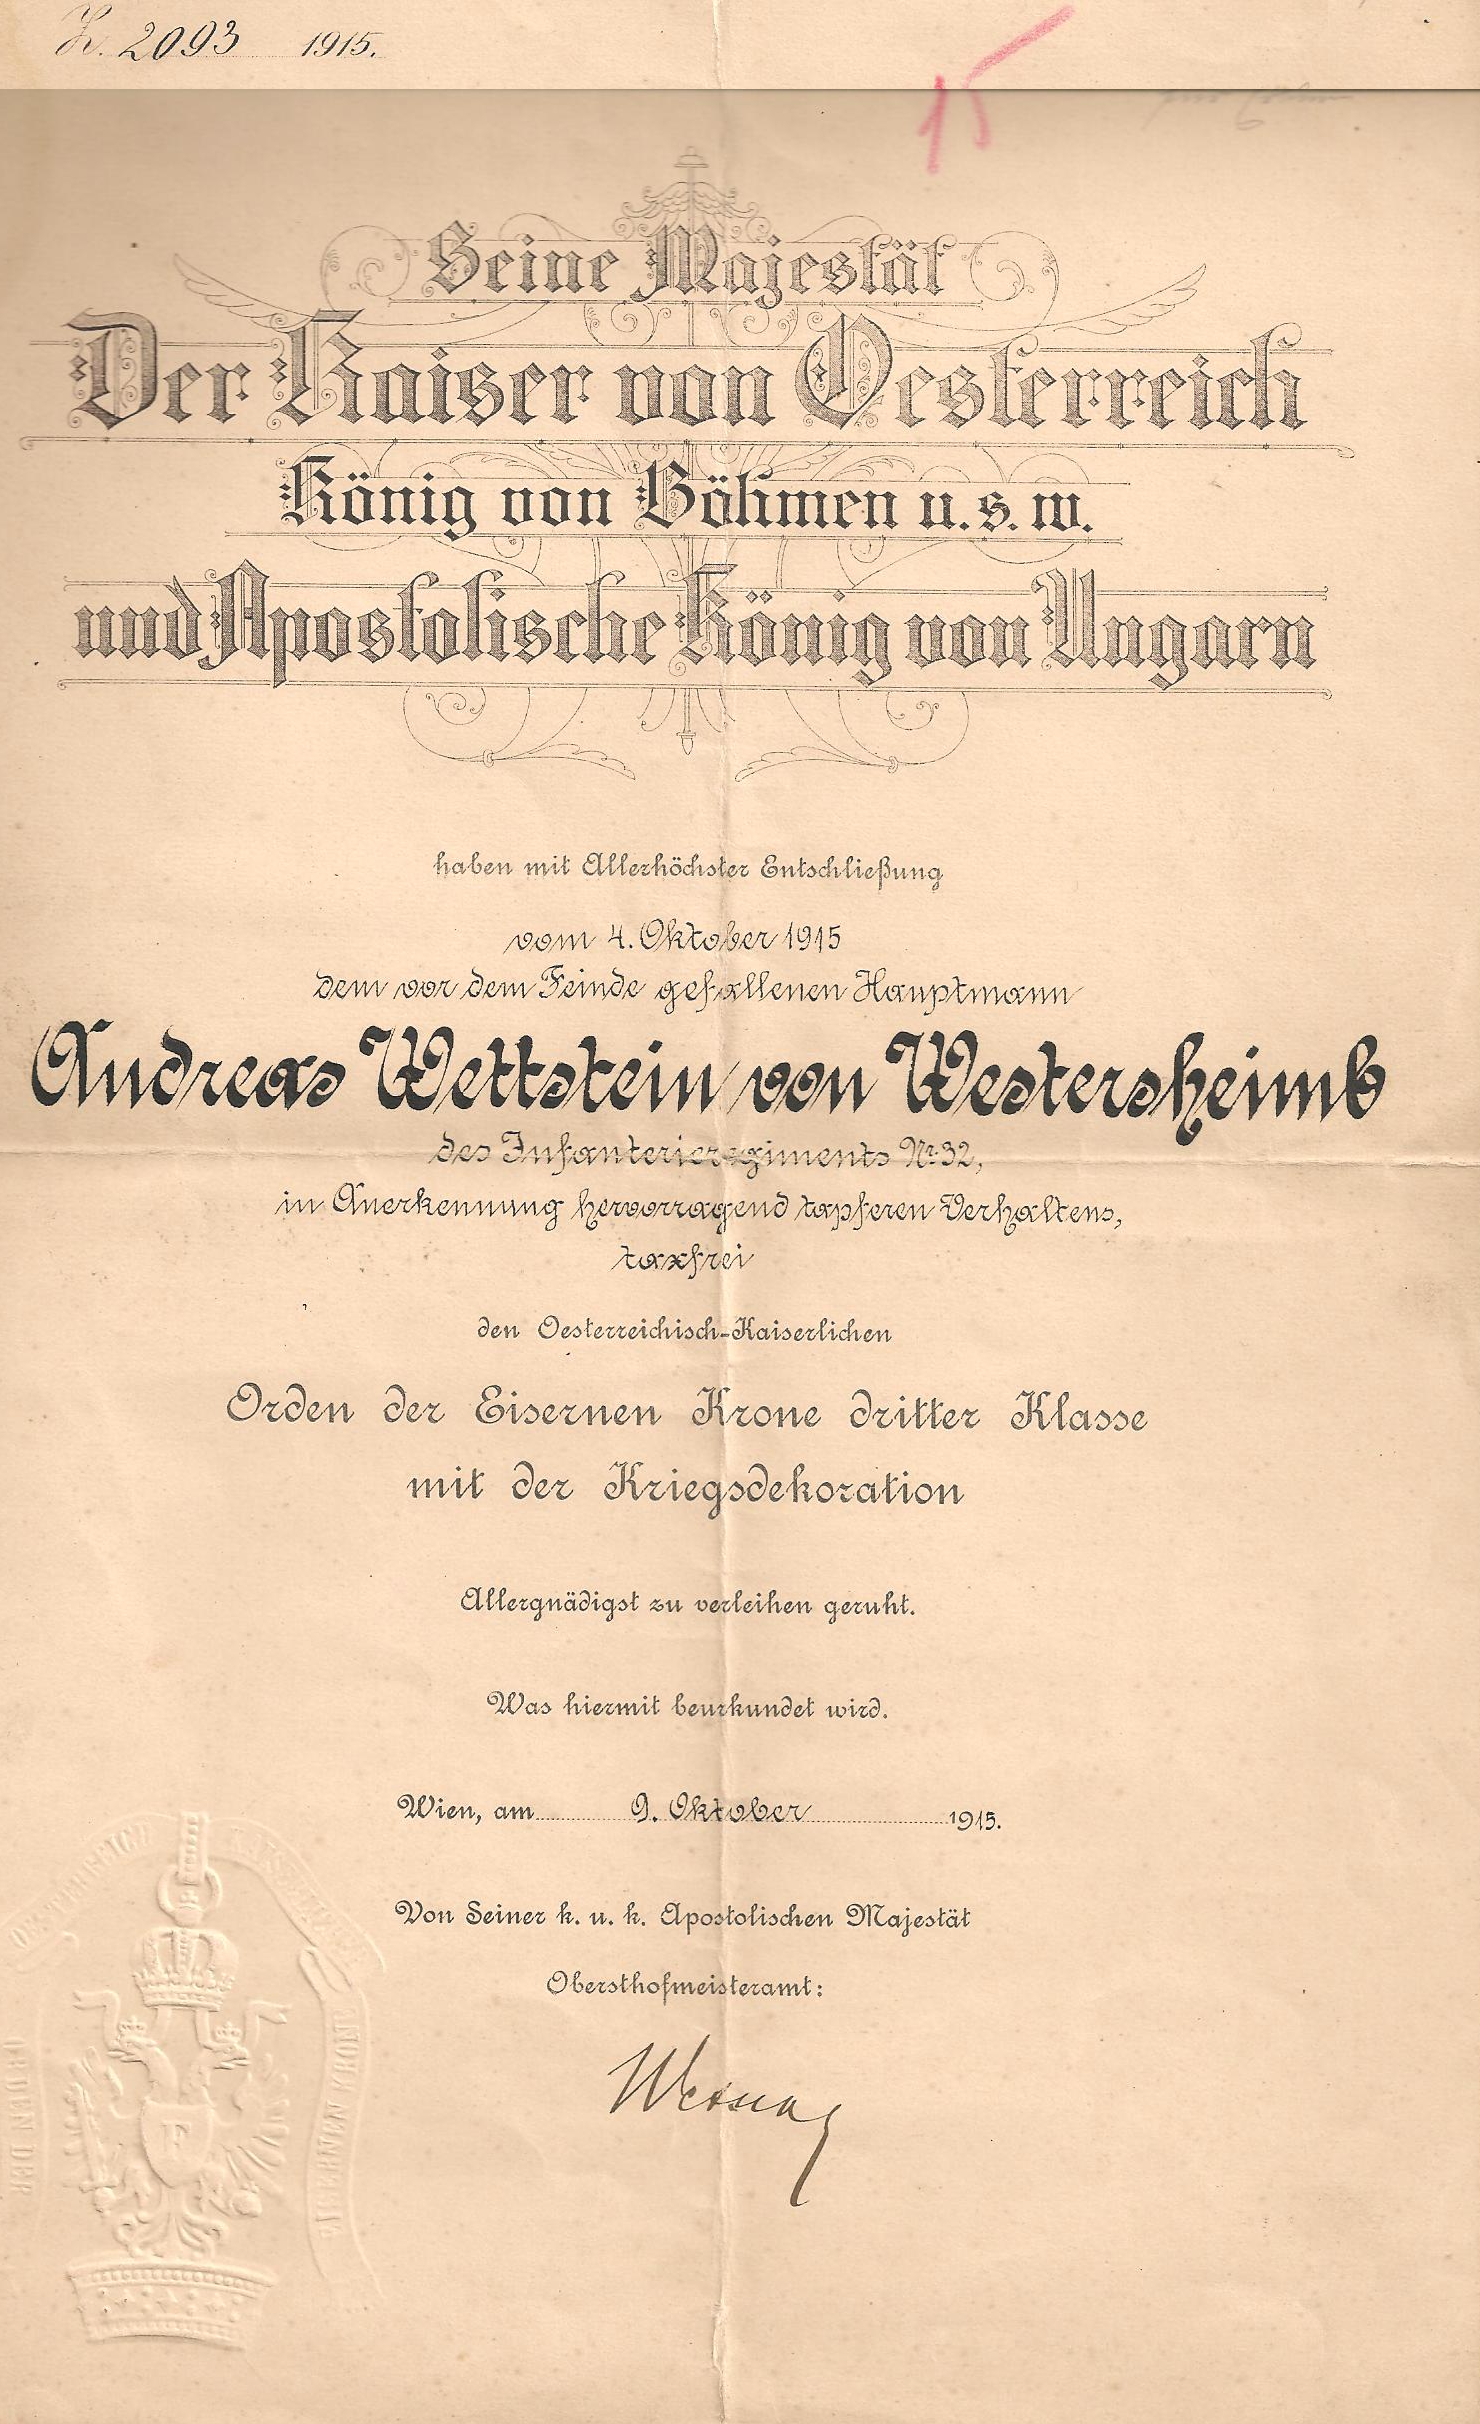 Z. 2093 1915.
15
Seine Majestät
Der Kaiser von Oesterreich
König von Böhmen u. s. w.
und Apostolische König von Ungarn
haben mit Allerhöchster Entschließung
vom 4. Oktober 1915
dem vor dem Feinde gefallenen Hauptmann
Andreas Wettstein von Westersheimb
des Infanterieregiments Nr. 32,
in Anerkennung hervorragend tapferen Verhaltens,
taxfrei
den Oesterreichisch-Kaiserlichen
Orden der Eisernen Krone dritter Klasse
mit der Kriegsdekoration
Allergnädigst zu verleihen geruht.
Was hiermit beurkundet wird.
Wien, am 9. Oktober 1915.
Von Seiner k. u. k. Apostolischen Majestät
Obersthofmeisteramt:
ORDEN DER
F